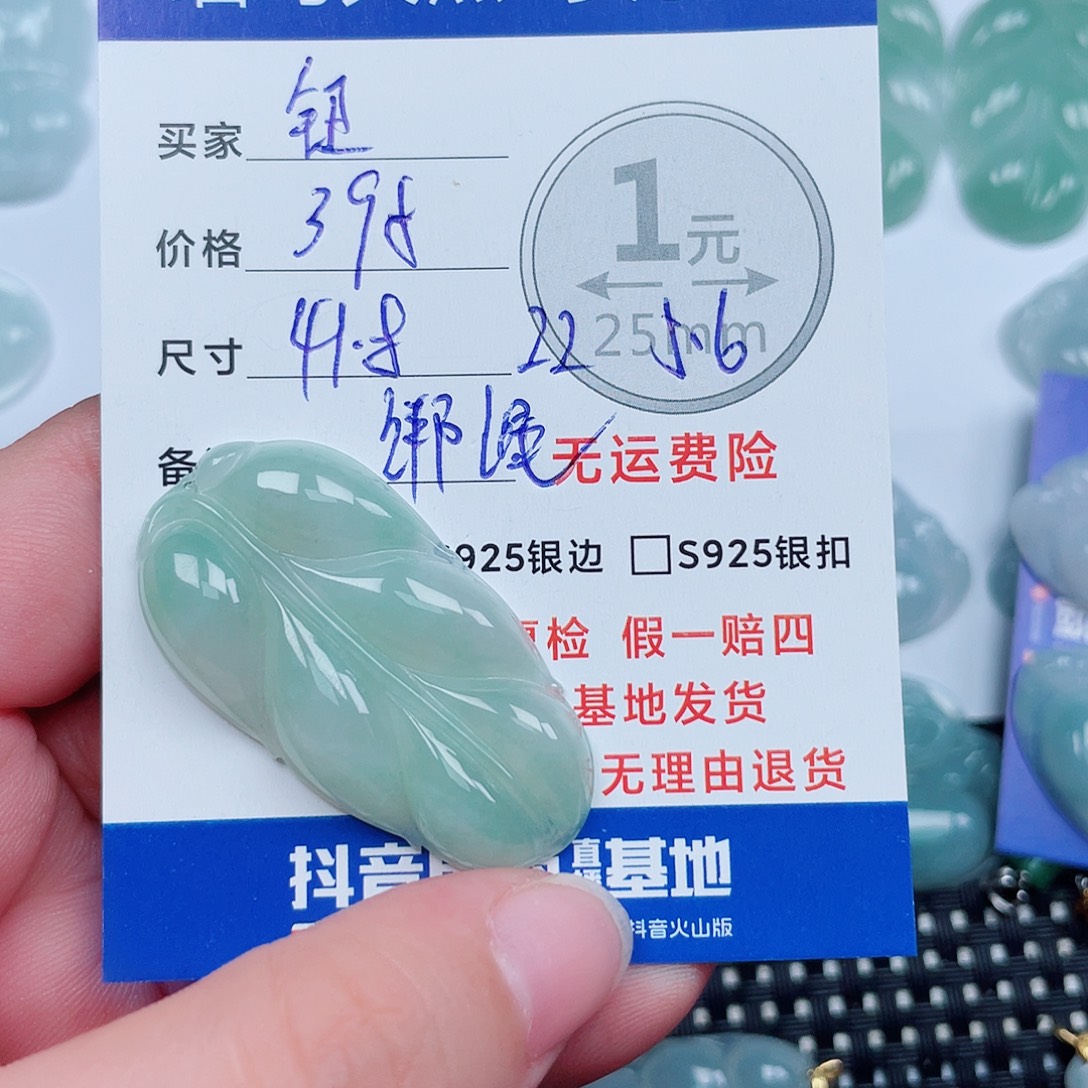 买家 钮
价格 398
1元
25mm
尺寸 41.8 22 5.6
备 绑绳 无运费险
925银边 □S925银扣
检 假一赔四
基地发货
无理由退货
抖音 直播基地
抖音火山版